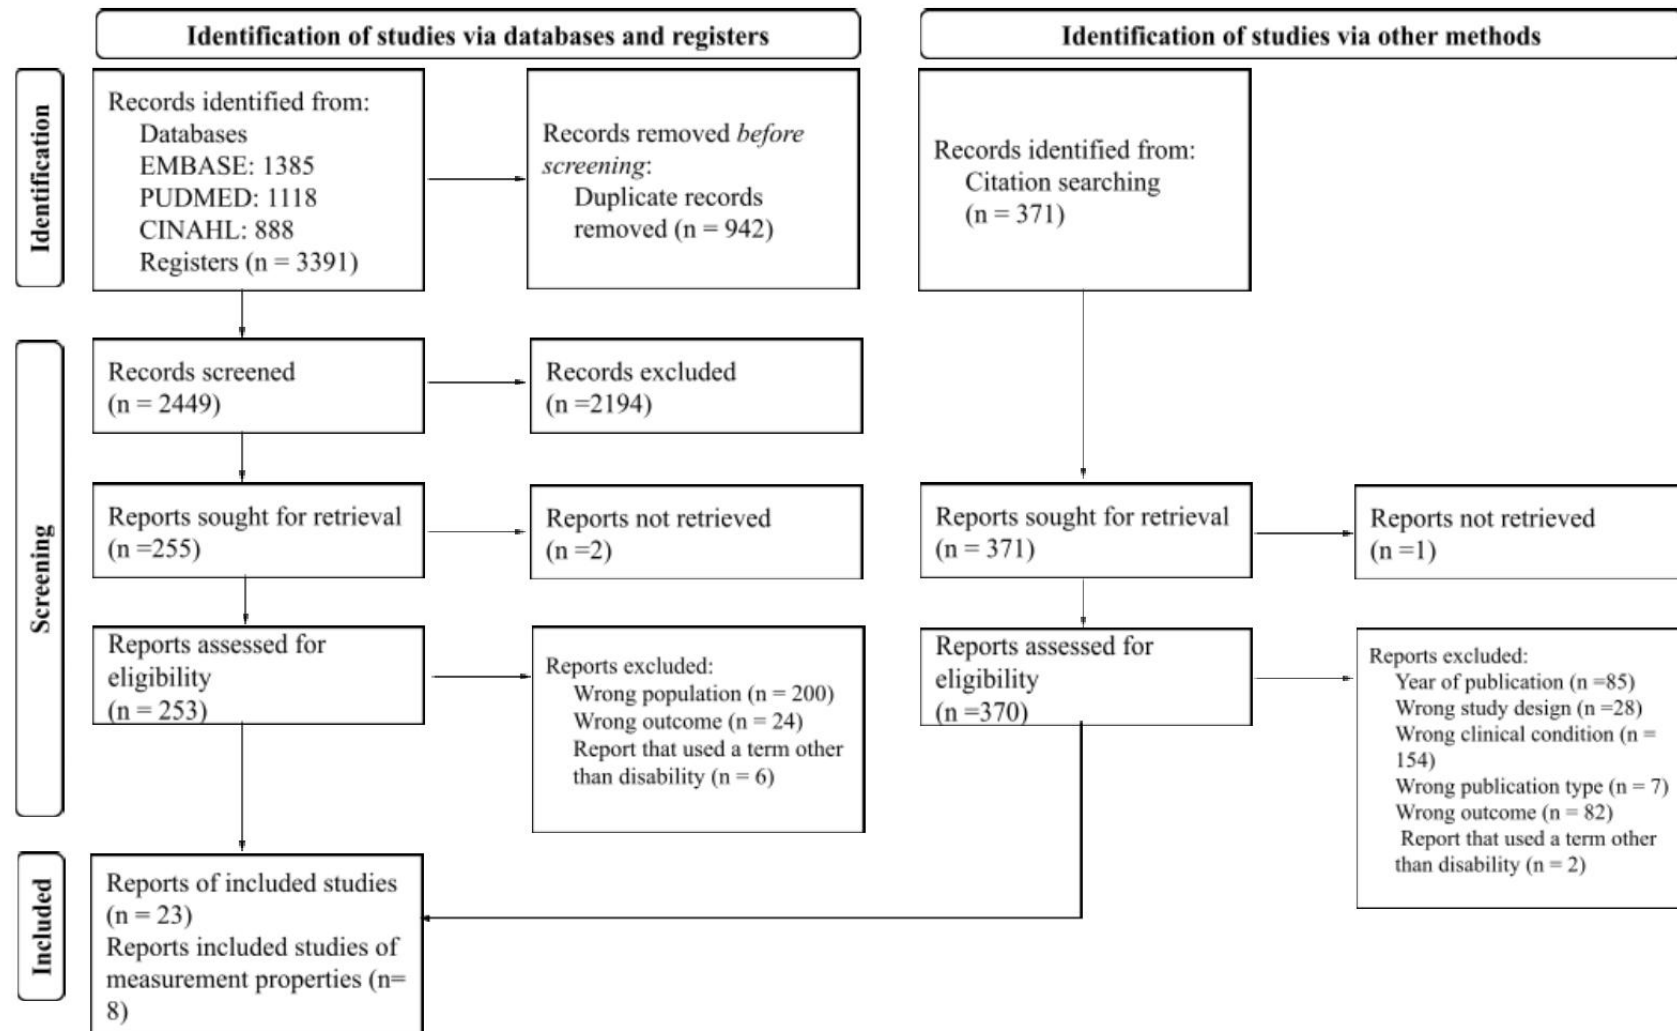 Identification of studies via databases and registers
Identification of studies via other methods
Identification
Records identified from:
Databases
EMBASE: 1385
PUDMED: 1118
CINAHL: 888
Registers (n = 3391)
Records removed before
screening:
Duplicate records
removed (n = 942)
Records identified from:
Citation searching
(n = 371)
Screening
Records screened
(n = 2449)
Records excluded
(n =2194)
Reports sought for retrieval
(n =255)
Reports not retrieved
(n =2)
Reports sought for retrieval
(n = 371)
Reports not retrieved
(n =1)
Reports assessed for
eligibility
(n = 253)
Reports excluded:
Wrong population (n = 200)
Wrong outcome (n = 24)
Report that used a term other
than disability (n = 6)
Reports assessed for
eligibility
(n =370)
Reports excluded:
Year of publication (n =85)
Wrong study design (n =28)
Wrong clinical condition (n =
154)
Wrong publication type (n = 7)
Wrong outcome (n = 82)
Report that used a term other
than disability (n = 2)
Included
Reports of included studies
(n = 23)
Reports included studies of
measurement properties (n=
8)